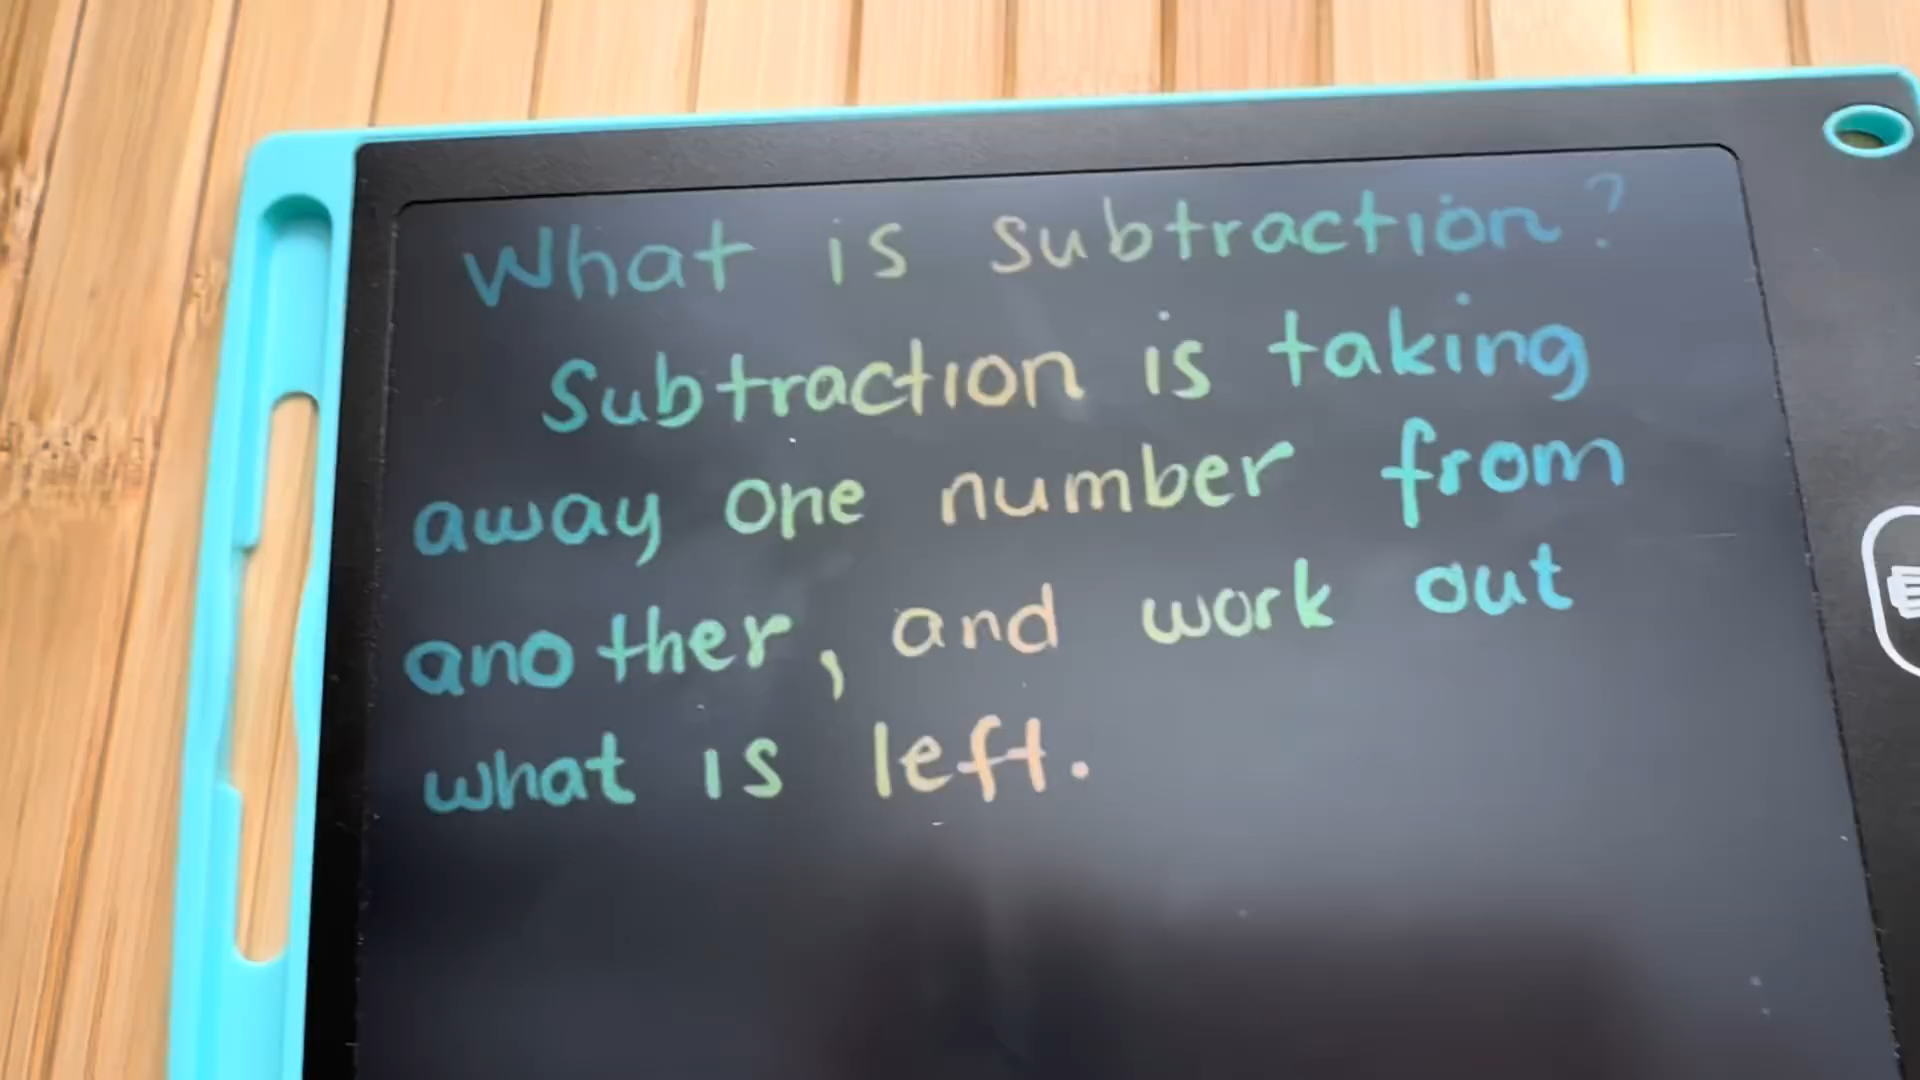 What is subtraction?
Subtraction is taking
away one number from
another, and work out
what is left.